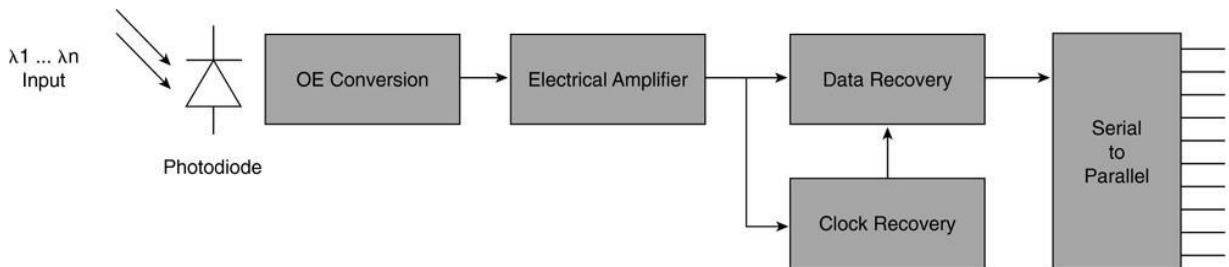 λ1 ... λn
Input
Photodiode
OE Conversion
Electrical Amplifier
Data Recovery
Clock Recovery
Serial
to
Parallel